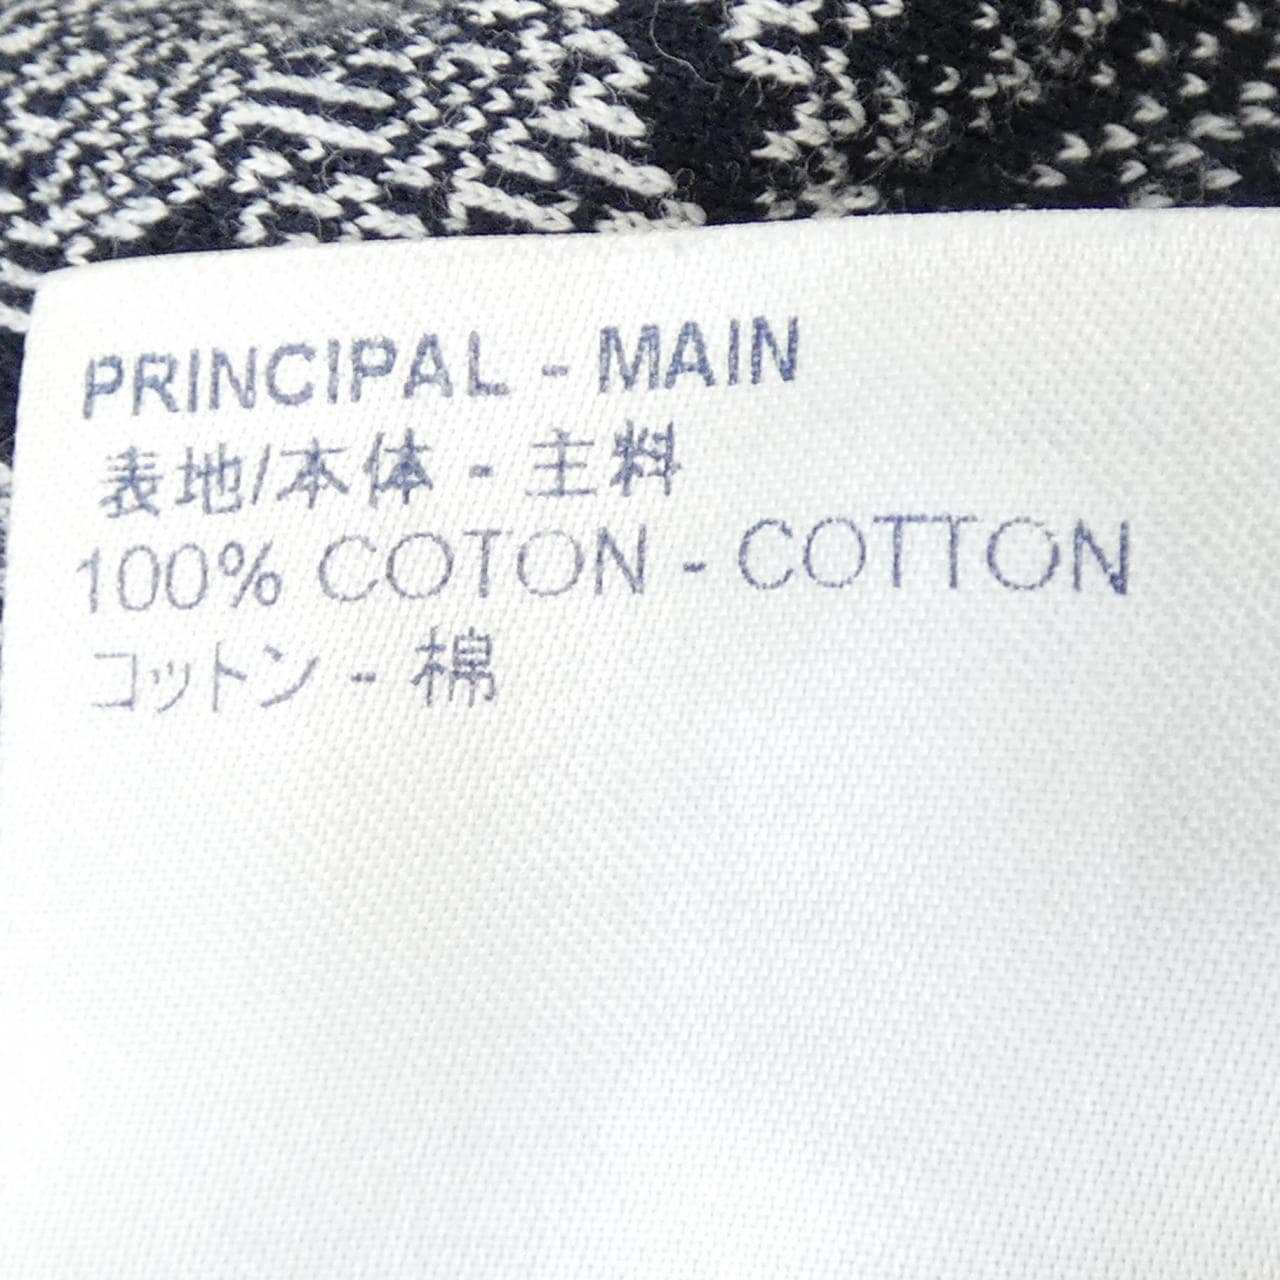 PRINCIPAL - MAIN
表地/本体 - 主料
100% COTON - COTTON
コットン - 棉